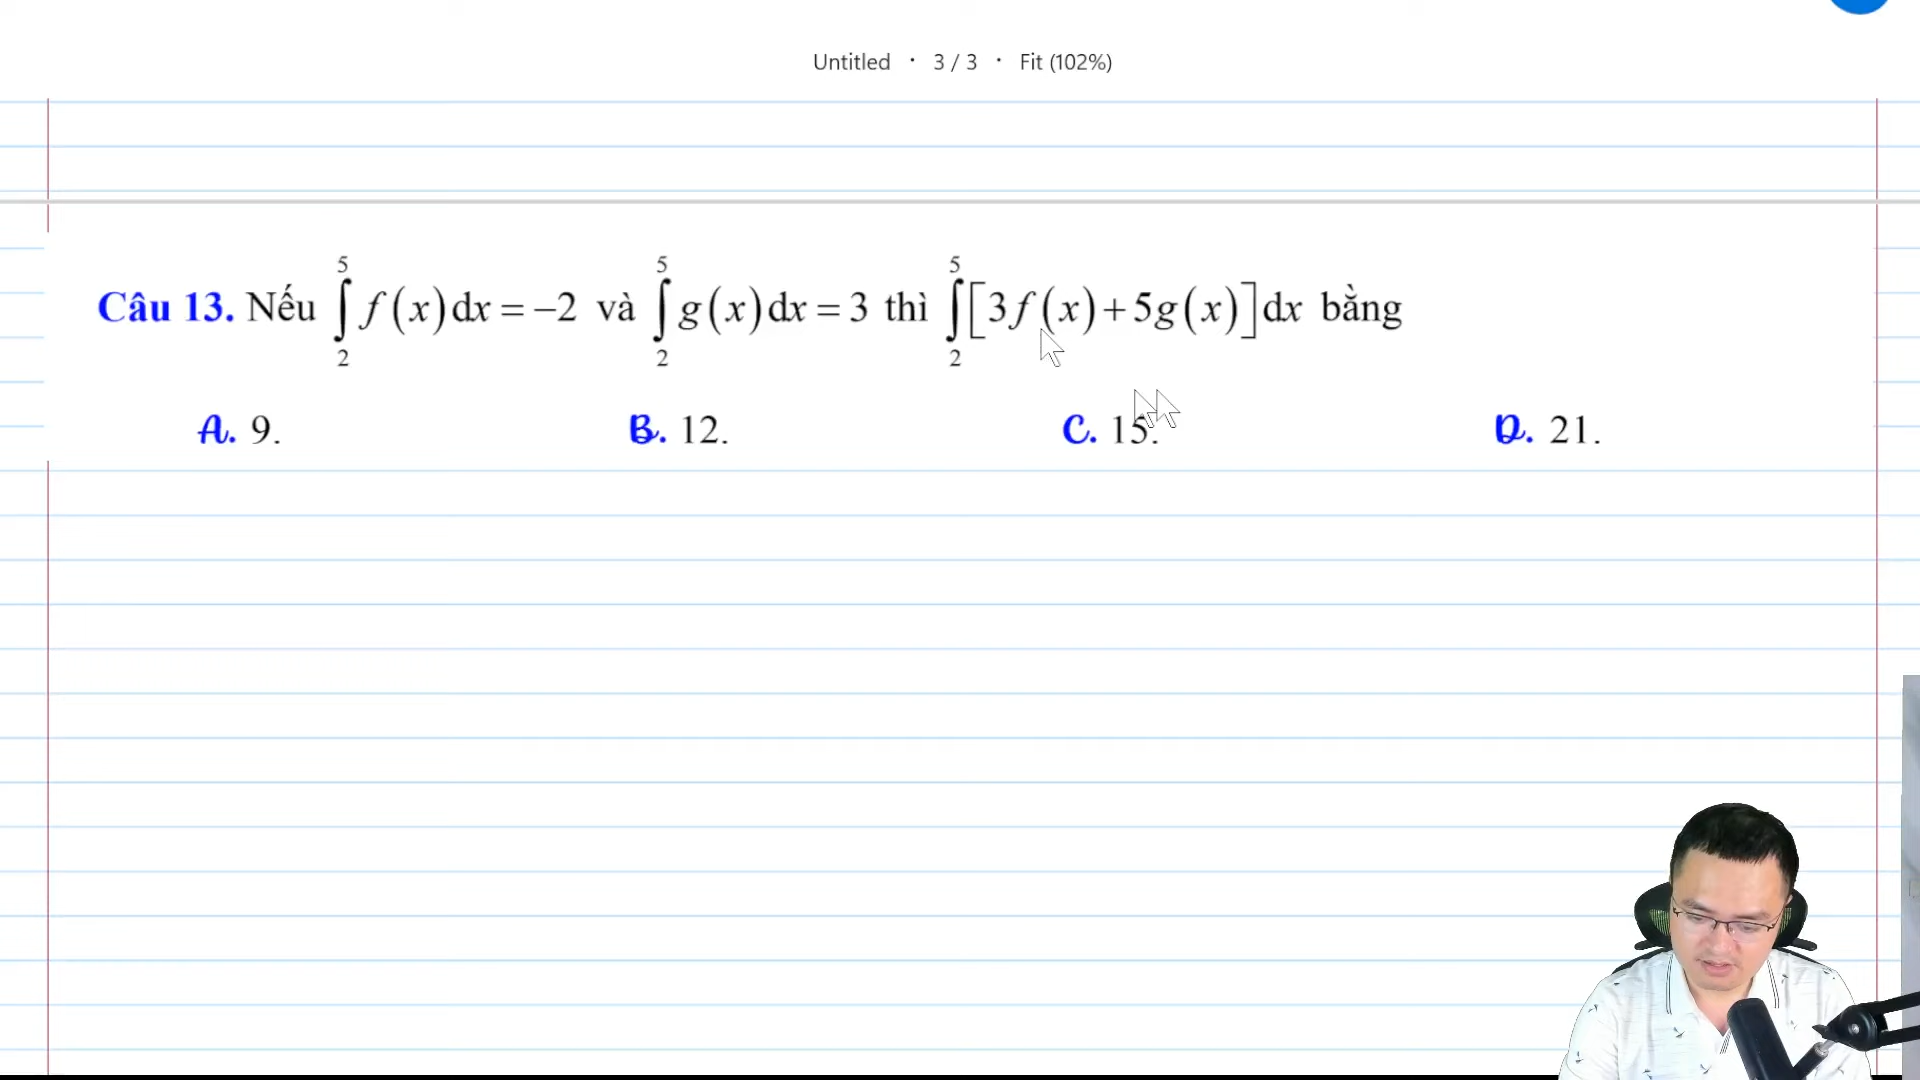 Untitled · 3 / 3 · Fit (102%)
Câu 13. Nếu ∫₂⁵ f(x)dx = −2 và ∫₂⁵ g(x)dx = 3 thì ∫₂⁵ [3f(x)+5g(x)]dx bằng
A. 9. B. 12. C. 15. D. 21.